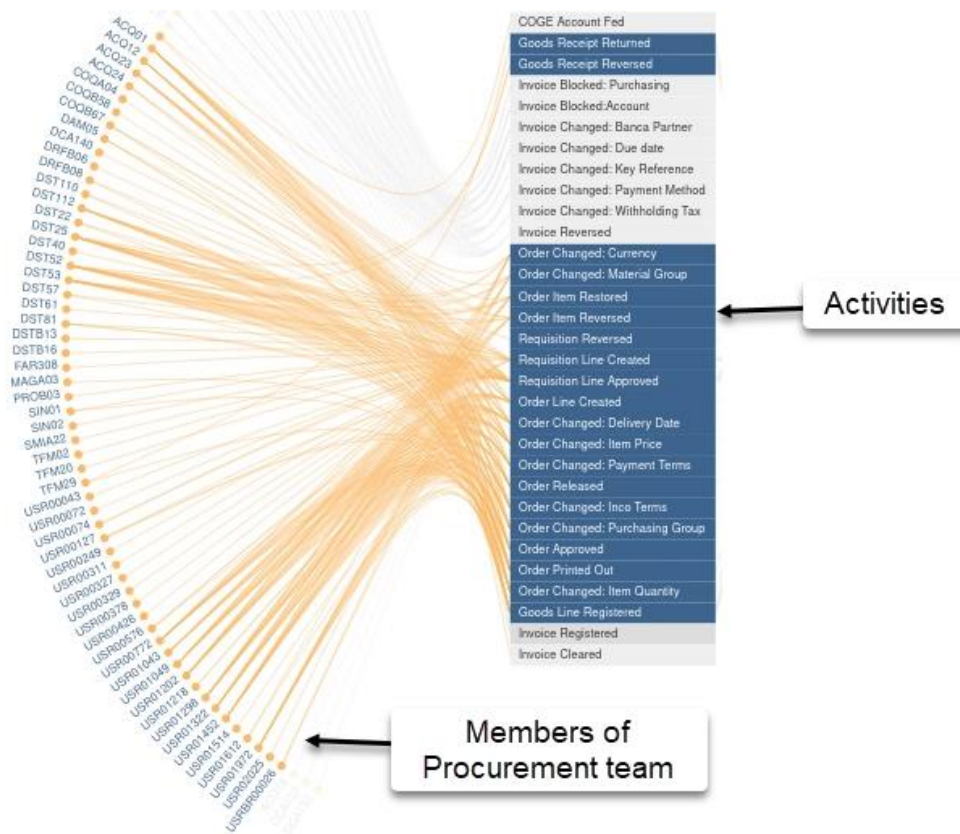 ACQ01
ACQ12
ACQ23
ACQ24
COQA04
COQB58
COQB67
DAM05
DCA140
DRFB06
DRFB08
DST110
DST112
DST22
DST25
DST40
DST52
DST53
DST57
DST61
DST81
DSTB13
DSTB16
FAR308
MAGA03
PROB03
SIN01
SIN02
SMIA22
TFM02
TFM20
TFM29
USR00043
USR00072
USR00074
USR00127
USR00249
USR00311
USR00327
USR00329
USR00378
USR00426
USR00576
USR00772
USR01043
USR01049
USR01202
USR01218
USR01298
USR01322
USR01452
USR01514
USR01612
USR01972
USR02025
USRBR00026
COGE Account Fed
Goods Receipt Returned
Goods Receipt Reversed
Invoice Blocked: Purchasing
Invoice Blocked:Account
Invoice Changed: Banca Partner
Invoice Changed: Due date
Invoice Changed: Key Reference
Invoice Changed: Payment Method
Invoice Changed: Withholding Tax
Invoice Reversed
Order Changed: Currency
Order Changed: Material Group
Order Item Restored
Order Item Reversed
Requisition Reversed
Requisition Line Created
Requisition Line Approved
Order Line Created
Order Changed: Delivery Date
Order Changed: Item Price
Order Changed: Payment Terms
Order Released
Order Changed: Inco Terms
Order Changed: Purchasing Group
Order Approved
Order Printed Out
Order Changed: Item Quantity
Goods Line Registered
Invoice Registered
Invoice Cleared
Activities
Members of
Procurement team